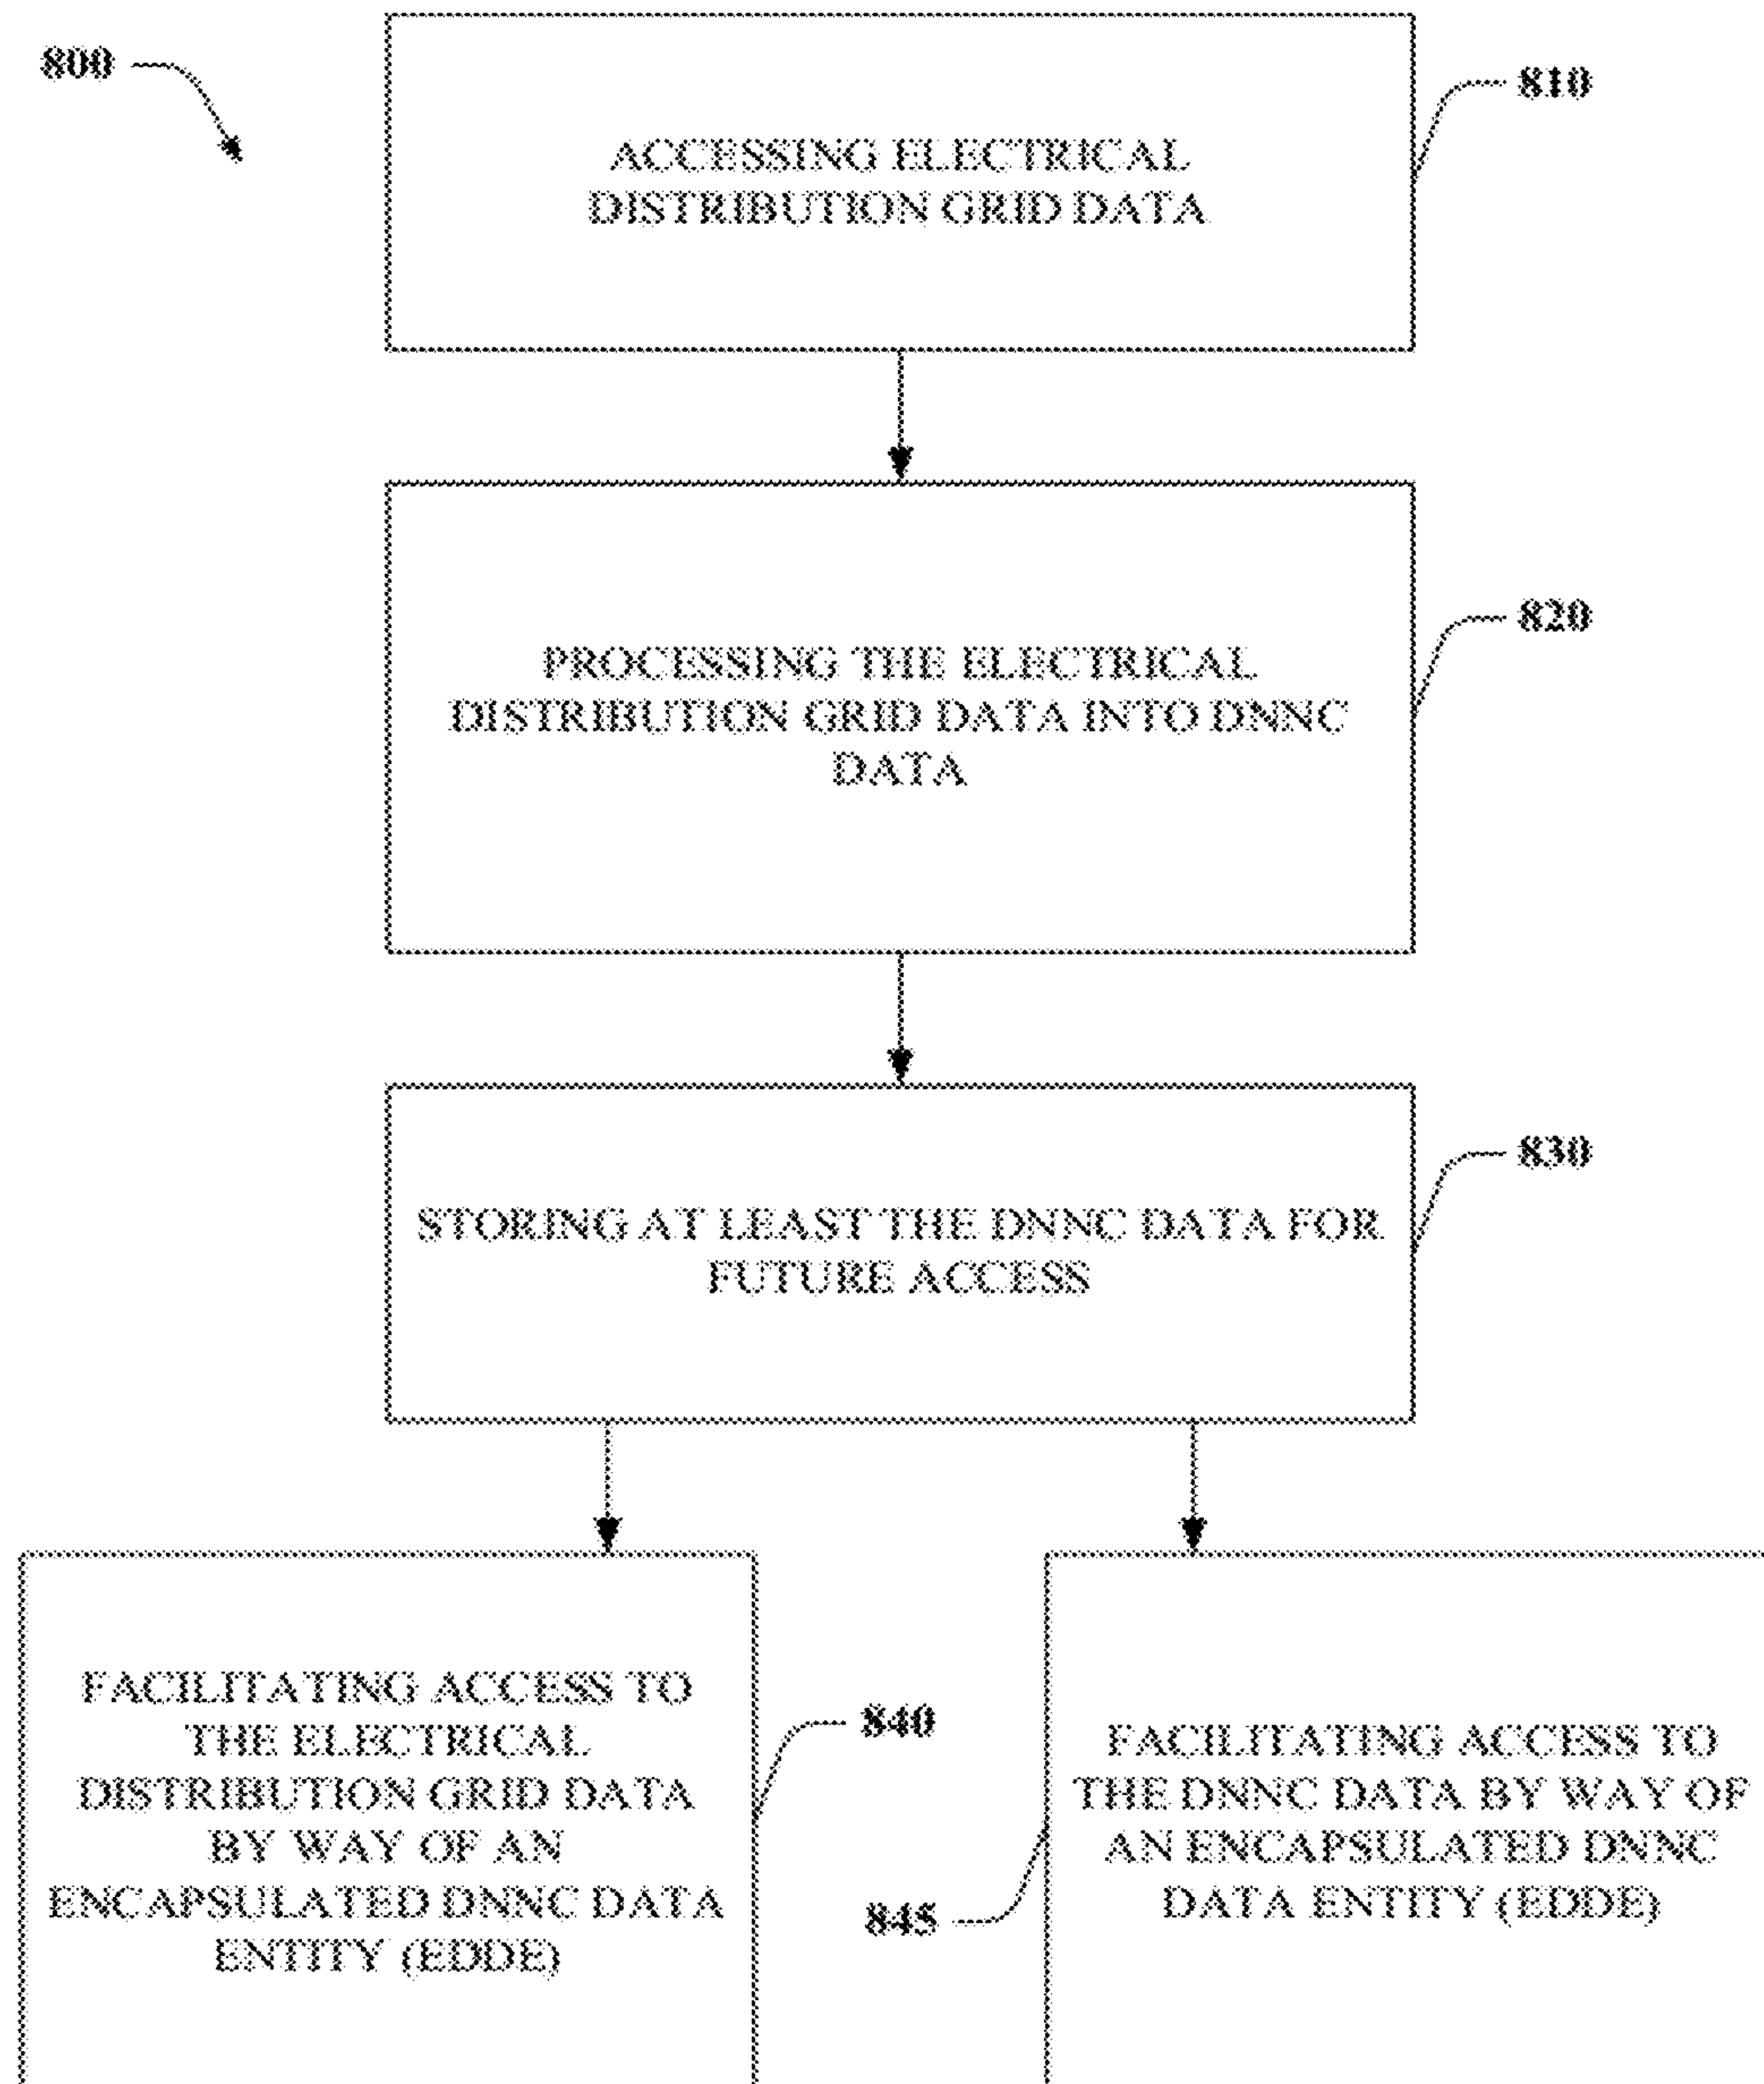 800
810
ACCESSING ELECTRICAL
DISTRIBUTION GRID DATA
820
PROCESSING THE ELECTRICAL
DISTRIBUTION GRID DATA INTO DNNC
DATA
830
STORING AT LEAST THE DNNC DATA FOR
FUTURE ACCESS
FACILITATING ACCESS TO
THE ELECTRICAL
DISTRIBUTION GRID DATA
BY WAY OF AN
ENCAPSULATED DNNC DATA
ENTITY (EDDE)
840
845
FACILITATING ACCESS TO
THE DNNC DATA BY WAY OF
AN ENCAPSULATED DNNC
DATA ENTITY (EDDE)